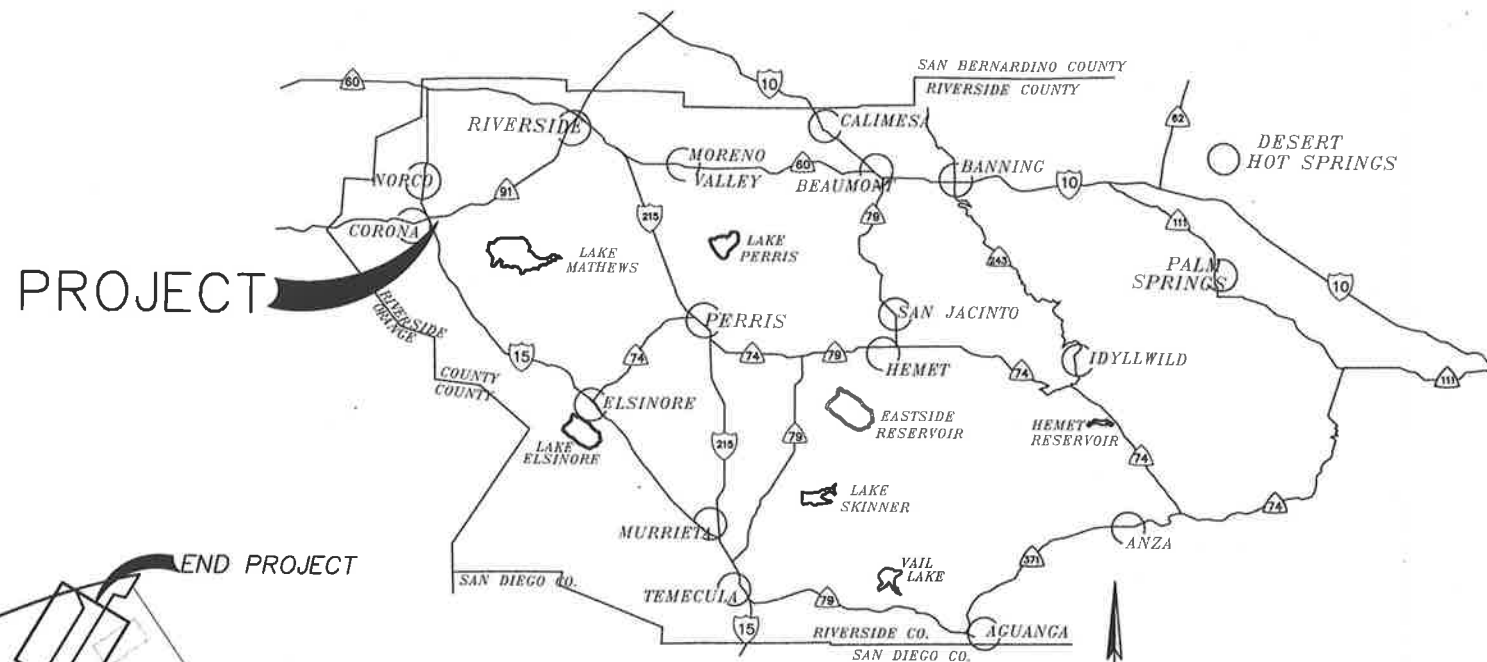 SAN BERNARDINO COUNTY
RIVERSIDE COUNTY
60
10
RIVERSIDE
CALIMESA
62
DESERT
HOT SPRINGS
MORENO
VALLEY
60
BEAUMONT
BANNING
10
NORCO
91
CORONA
215
79
111
LAKE
MATHEWS
LAKE
PERRIS
243
PALM
SPRINGS
10
PROJECT
RIVERSIDE
ORANGE
PERRIS
SAN JACINTO
15
74
74
79
HEMET
74
IDYLLWILD
111
COUNTY
COUNTY
ELSINORE
EASTSIDE
RESERVOIR
HEMET
RESERVOIR
LAKE
ELSINORE
215
79
74
LAKE
SKINNER
74
MURRIETA
ANZA
END PROJECT
371
VAIL
LAKE
SAN DIEGO CO.
TEMECULA
79
15
RIVERSIDE CO.
AGUANGA
SAN DIEGO CO.